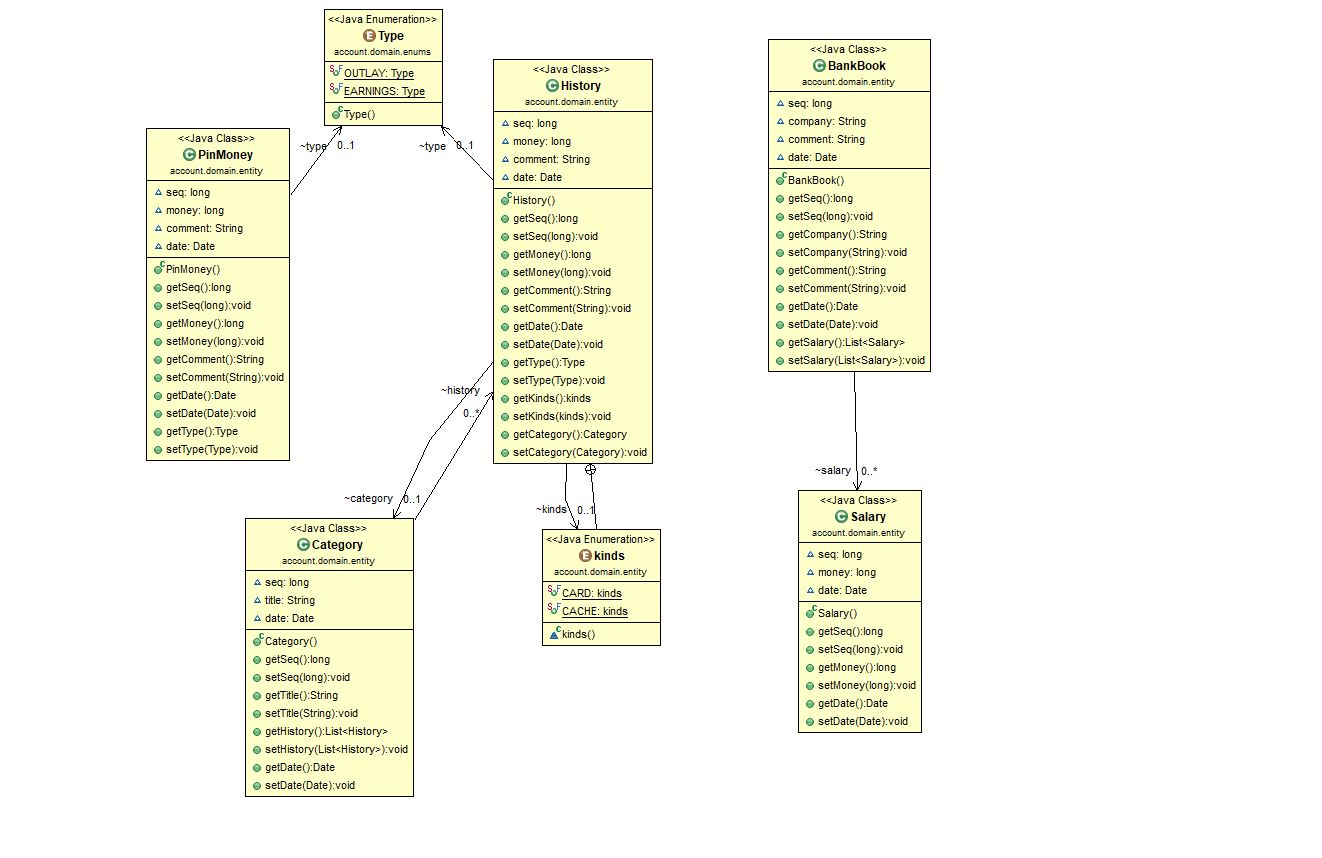 <<Java Enumeration>>
Type
account.domain.enums
OUTLAY: Type
EARNINGS: Type
Type()
<<Java Class>>
PinMoney
account.domain.entity
seq: long
money: long
comment: String
date: Date
PinMoney()
getSeq():long
setSeq(long):void
getMoney():long
setMoney(long):void
getComment():String
setComment(String):void
getDate():Date
setDate(Date):void
getType():Type
setType(Type):void
~type 0..1
~type 0..1
<<Java Class>>
History
account.domain.entity
seq: long
money: long
comment: String
date: Date
History()
getSeq():long
setSeq(long):void
getMoney():long
setMoney(long):void
getComment():String
setComment(String):void
getDate():Date
setDate(Date):void
getType():Type
setType(Type):void
getKinds():kinds
setKinds(kinds):void
getCategory():Category
setCategory(Category):void
~history
0..*
~category 0..1
<<Java Class>>
Category
account.domain.entity
seq: long
title: String
date: Date
Category()
getSeq():long
setSeq(long):void
getTitle():String
setTitle(String):void
getHistory():List<History>
setHistory(List<History>):void
getDate():Date
setDate(Date):void
~kinds 0..1
<<Java Enumeration>>
kinds
account.domain.entity
CARD: kinds
CACHE: kinds
kinds()
<<Java Class>>
BankBook
account.domain.entity
seq: long
company: String
comment: String
date: Date
BankBook()
getSeq():long
setSeq(long):void
getCompany():String
setCompany(String):void
getComment():String
setComment(String):void
getDate():Date
setDate(Date):void
getSalary():List<Salary>
setSalary(List<Salary>):void
~salary 0..*
<<Java Class>>
Salary
account.domain.entity
seq: long
money: long
date: Date
Salary()
getSeq():long
setSeq(long):void
getMoney():long
setMoney(long):void
getDate():Date
setDate(Date):void